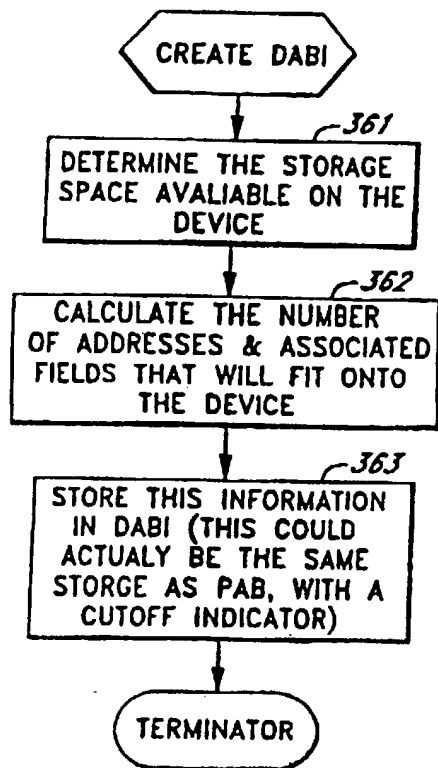 CREATE DABI
361
DETERMINE THE STORAGE
SPACE AVALIABLE ON THE
DEVICE
362
CALCULATE THE NUMBER
OF ADDRESSES & ASSOCIATED
FIELDS THAT WILL FIT ONTO
THE DEVICE
363
STORE THIS INFORMATION
IN DABI (THIS COULD
ACTUALY BE THE SAME
STORGE AS PAB, WITH A
CUTOFF INDICATOR)
TERMINATOR